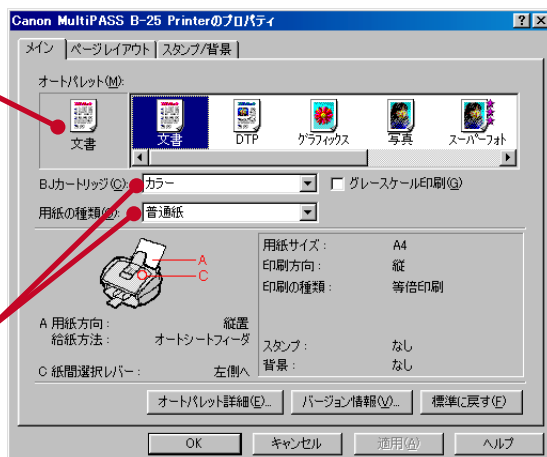 Canon MultiPASS B-25 Printerのプロパティ
メイン ページレイアウト スタンプ/背景
オートパレット(M):
文書 文書 DTP グラフィックス 写真 スーパーフォト
BJカートリッジ(C): カラー グレースケール印刷(G)
用紙の種類 普通紙
A
C
用紙サイズ: A4
印刷方向: 縦
印刷の種類: 等倍印刷
A 用紙方向: 縦置
給紙方法: オートシートフィーダ
スタンプ: なし
背景: なし
C 紙間選択レバー: 左側へ
オートパレット詳細(E)... バージョン情報(V)... 標準に戻す(F)
OK キャンセル 適用(A) ヘルプ